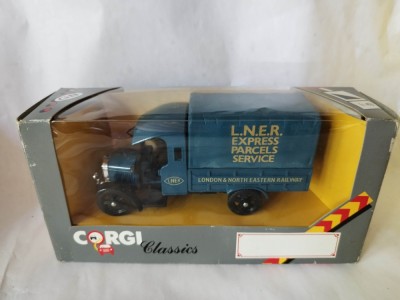 L.N.E.R.
EXPRESS
PARCELS
SERVICE
LONDON & NORTH EASTERN RAILWAY
CORGI
Classics